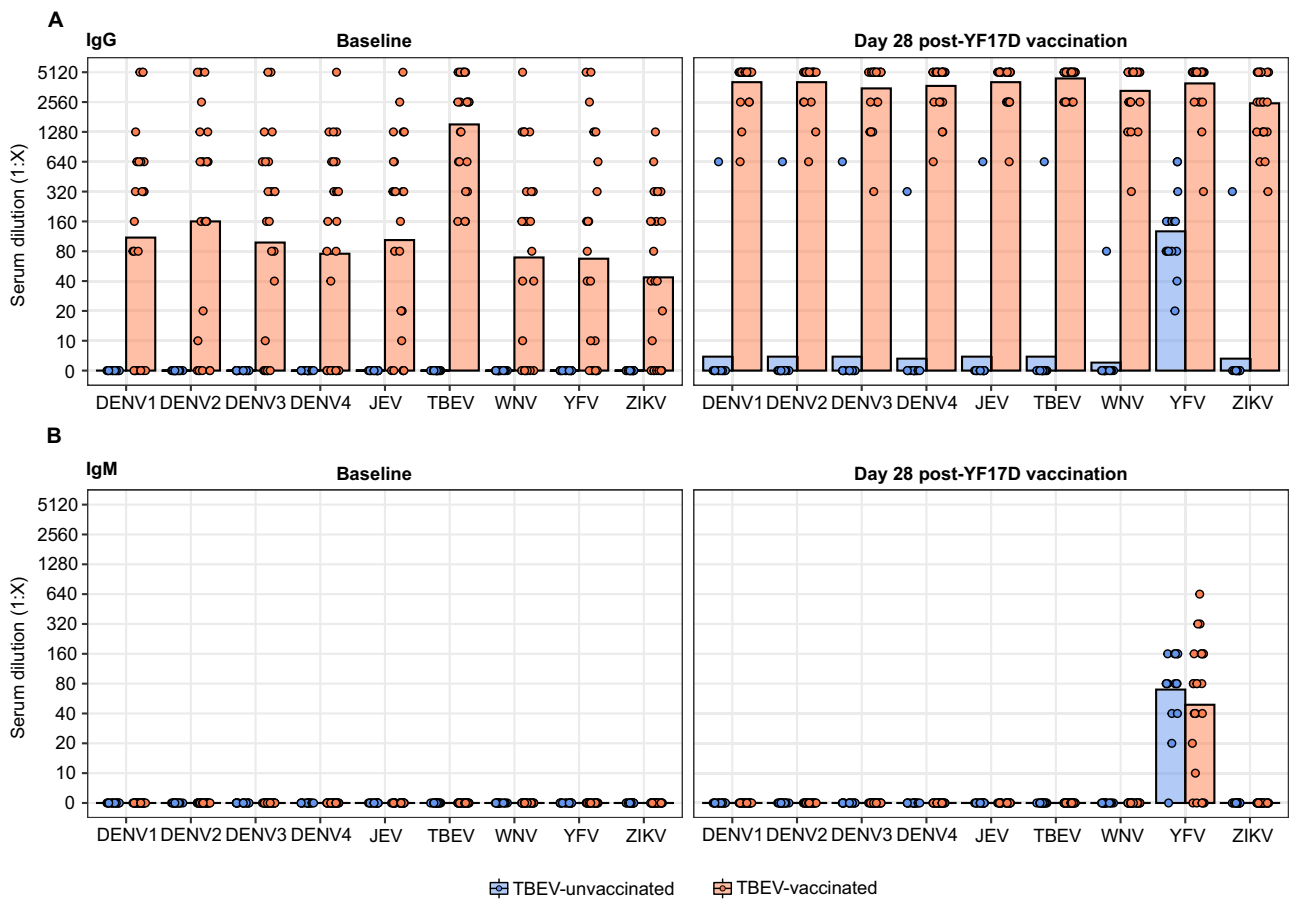 A
IgG
Baseline
Day 28 post-YF17D vaccination
Serum dilution (1:X)
5120
2560
1280
640
320
160
80
40
20
10
0
DENV1 DENV2 DENV3 DENV4 JEV TBEV WNV YFV ZIKV
DENV1 DENV2 DENV3 DENV4 JEV TBEV WNV YFV ZIKV
B
IgM
Baseline
Day 28 post-YF17D vaccination
Serum dilution (1:X)
5120
2560
1280
640
320
160
80
40
20
10
0
DENV1 DENV2 DENV3 DENV4 JEV TBEV WNV YFV ZIKV
DENV1 DENV2 DENV3 DENV4 JEV TBEV WNV YFV ZIKV
TBEV-unvaccinated TBEV-vaccinated